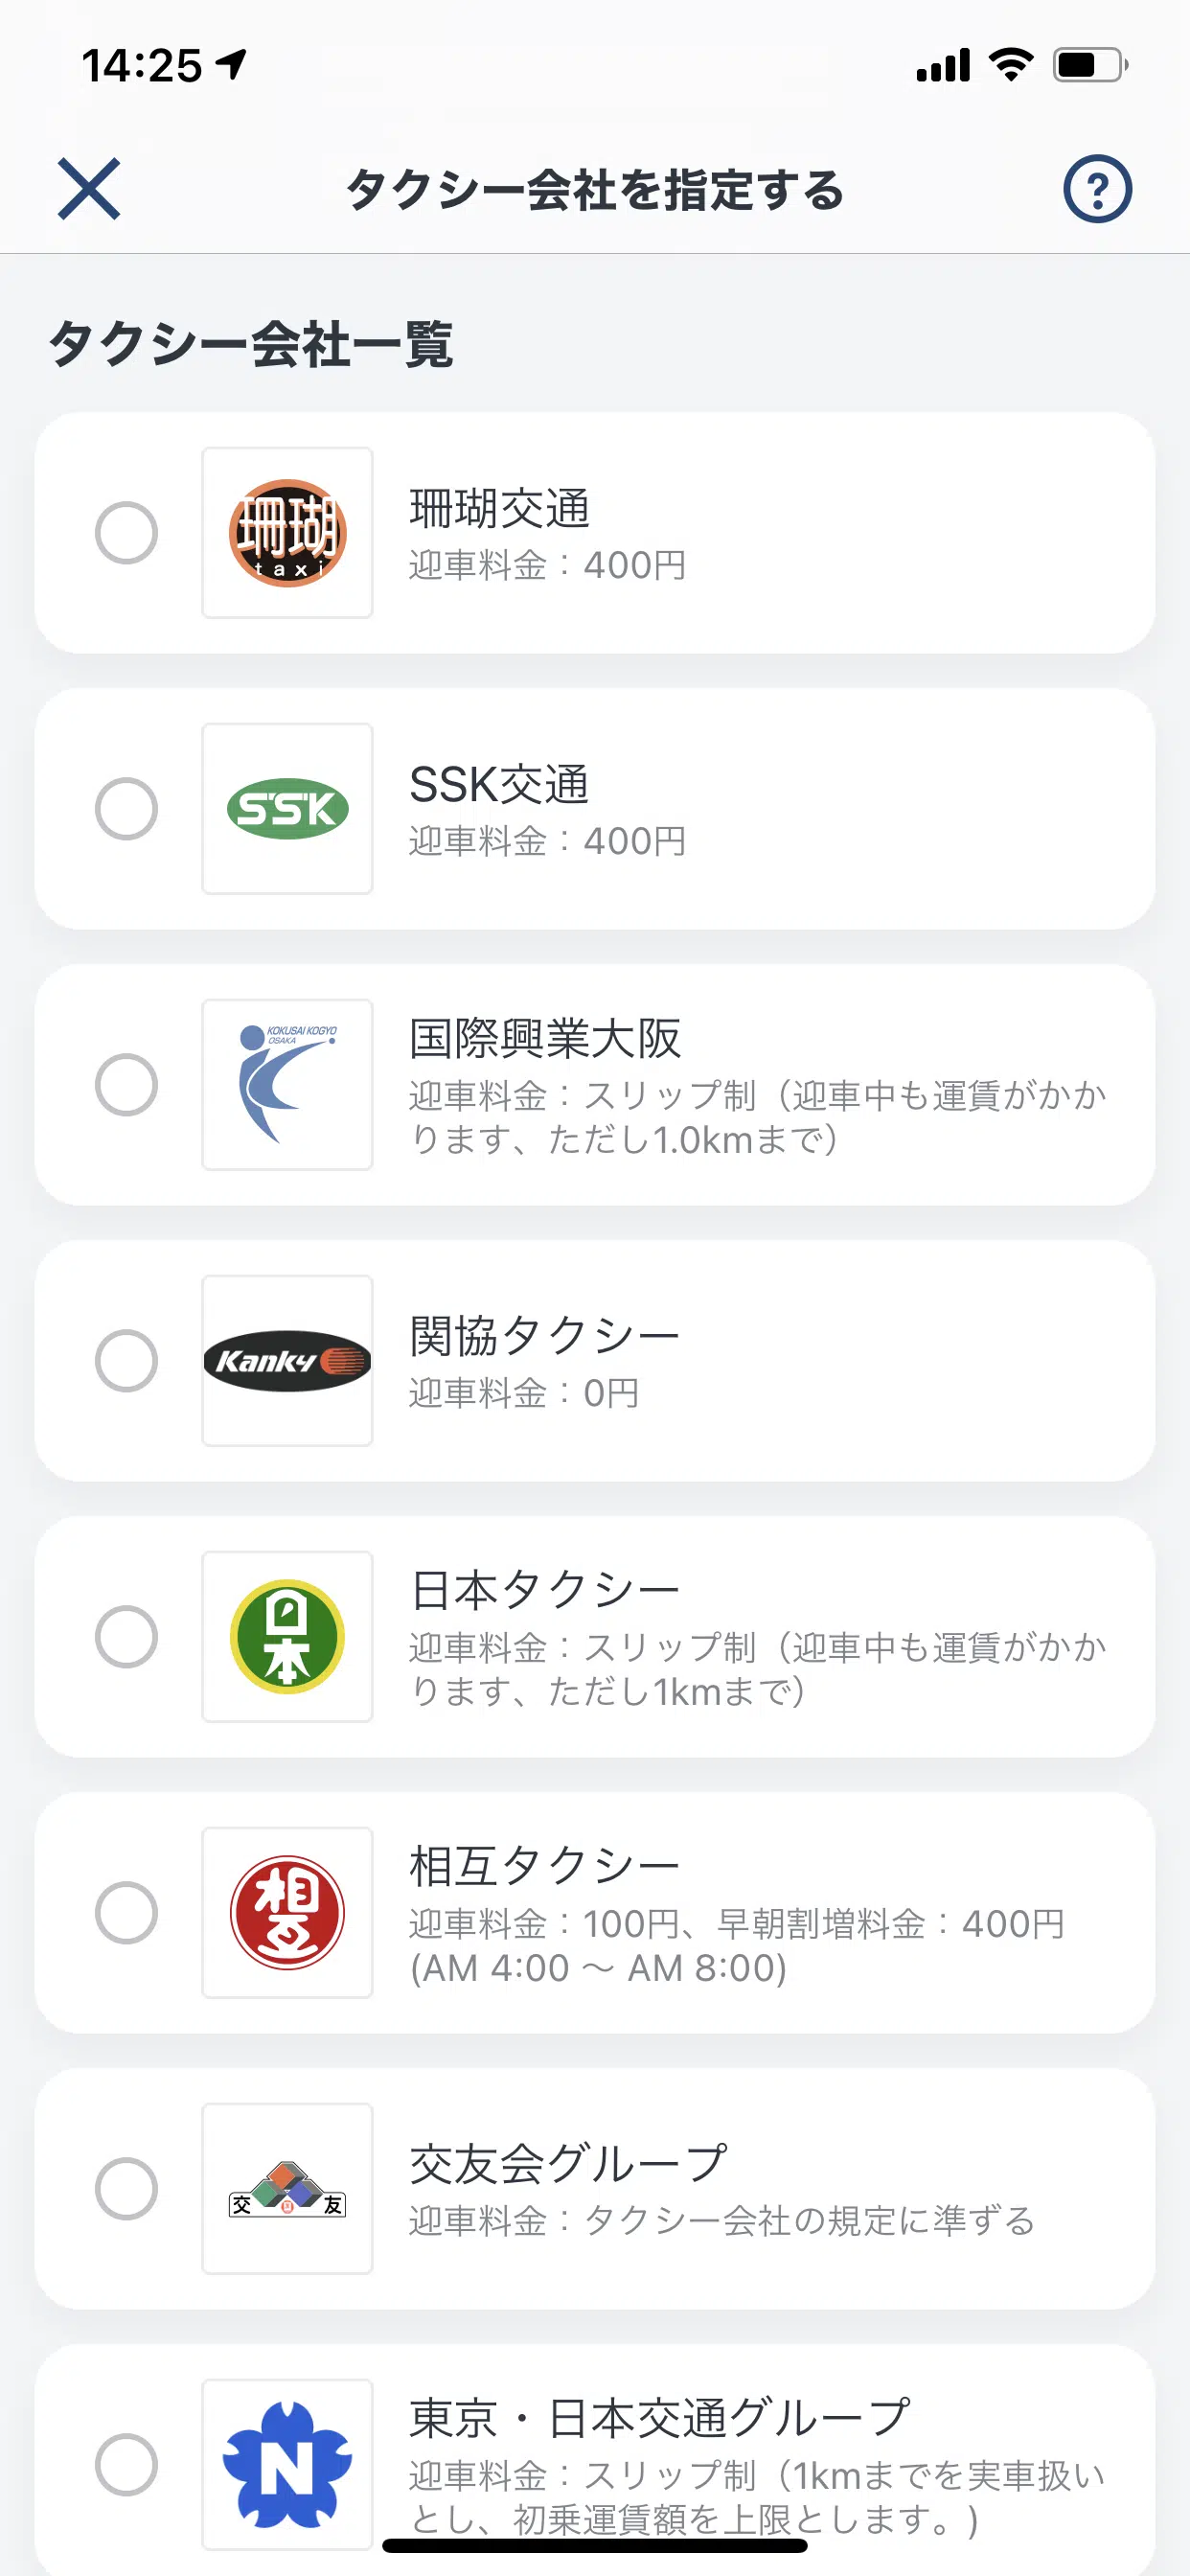 14:25
タクシー会社を指定する
?
タクシー会社一覧
珊瑚
taxi
珊瑚交通
迎車料金：400円
SSK
SSK交通
迎車料金：400円
KOKUSAI KOGYO
OSAKA
国際興業大阪
迎車料金：スリップ制（迎車中も運賃がかか
ります、ただし1.0kmまで）
Kanky
関協タクシー
迎車料金：0円
日本
日本タクシー
迎車料金：スリップ制（迎車中も運賃がかか
ります、ただし1kmまで）
相互
相互タクシー
迎車料金：100円、早朝割増料金：400円
(AM 4:00 〜 AM 8:00)
交 友
交友会グループ
迎車料金：タクシー会社の規定に準ずる
N
東京・日本交通グループ
迎車料金：スリップ制（1kmまでを実車扱い
とし、初乗運賃額を上限とします。)